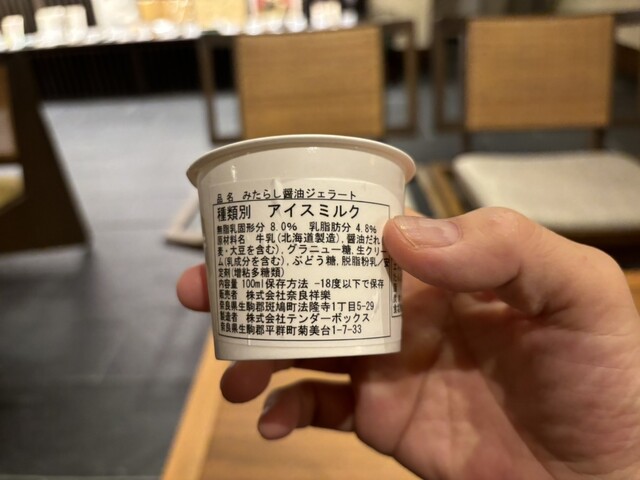 品名 みたらし醤油ジェラート
種類別 アイスミルク
無脂乳固形分 8.0% 乳脂肪分 4.8%
原材料名 牛乳(北海道製造)、醤油だれ(
麦・大豆を含む)、グラニュー糖、生クリー
ム(乳成分を含む)、ぶどう糖、脱脂粉乳/安
定剤(増粘多糖類)
内容量 100ml保存方法 -18度以下で保存
販売者 株式会社奈良祥樂
奈良県生駒郡斑鳩町法隆寺1丁目5-29
製造者 株式会社テンダーボックス
奈良県生駒郡平群町菊美台1-7-33